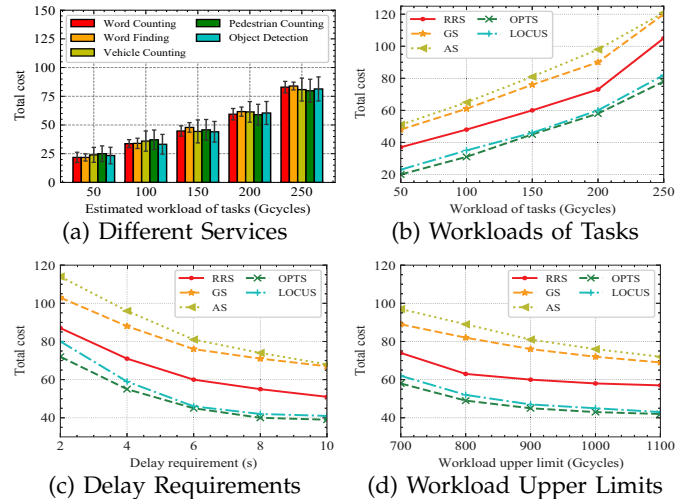 Word Counting
Word Finding
Vehicle Counting
Pedestrian Counting
Object Detection
Total cost
150
125
100
75
50
25
0
50 100 150 200 250
Estimated workload of tasks (Gcycles)
(a) Different Services
RRS
GS
AS
OPTS
LOCUS
Total cost
120
100
80
60
40
20
50 100 150 200 250
Workload of tasks (Gcycles)
(b) Workloads of Tasks
RRS
GS
AS
OPTS
LOCUS
Total cost
120
100
80
60
40
2 4 6 8 10
Delay requirement (s)
(c) Delay Requirements
RRS
GS
AS
OPTS
LOCUS
Total cost
120
100
80
60
40
700 800 900 1000 1100
Workload upper limit (Gcycles)
(d) Workload Upper Limits